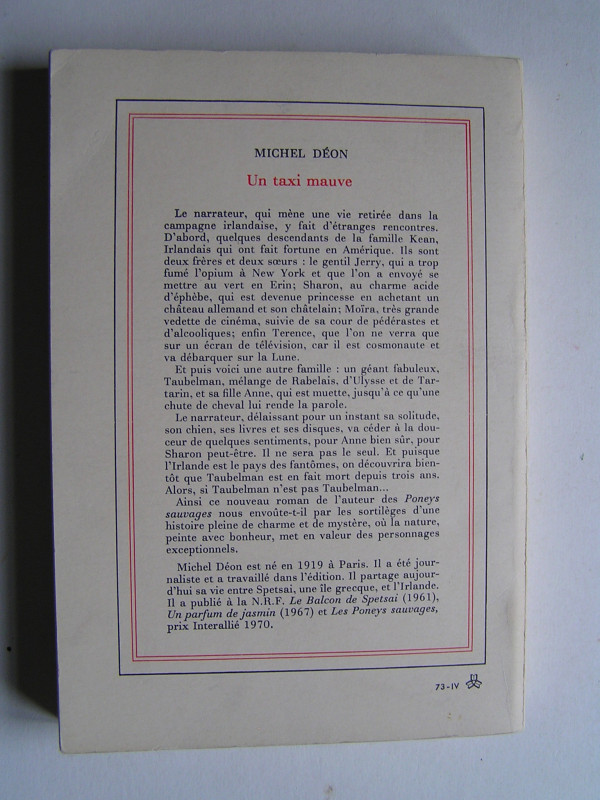 MICHEL DÉON
Un taxi mauve
Le narrateur, qui mène une vie retirée dans la
campagne irlandaise, y fait d'étranges rencontres.
D'abord, quelques descendants de la famille Kean,
Irlandais qui ont fait fortune en Amérique. Ils sont
deux frères et deux sœurs : le gentil Jerry, qui a trop
fumé l'opium à New York et que l'on a envoyé se
mettre au vert en Erin; Sharon, au charme acide
d'éphèbe, qui est devenue princesse en achetant un
château allemand et son châtelain; Moïra, très grande
vedette de cinéma, suivie de sa cour de pédérastes et
d'alcooliques; enfin Terence, que l'on ne verra que
sur un écran de télévision, car il est cosmonaute et
va débarquer sur la Lune.
Et puis voici une autre famille : un géant fabuleux,
Taubelman, mélange de Rabelais, d'Ulysse et de Tar-
tarin, et sa fille Anne, qui est muette, jusqu'à ce qu'une
chute de cheval lui rende la parole.
Le narrateur, délaissant pour un instant sa solitude,
son chien, ses livres et ses disques, va céder à la dou-
ceur de quelques sentiments, pour Anne bien sûr, pour
Sharon peut-être. Il ne sera pas le seul. Et puisque
l'Irlande est le pays des fantômes, on découvrira bien-
tôt que Taubelman est en fait mort depuis trois ans.
Alors, si Taubelman n'est pas Taubelman...
Ainsi ce nouveau roman de l'auteur des Poneys
sauvages nous envoûte-t-il par les sortilèges d'une
histoire pleine de charme et de mystère, où la nature,
peinte avec bonheur, met en valeur des personnages
exceptionnels.
Michel Déon est né en 1919 à Paris. Il a été jour-
naliste et a travaillé dans l'édition. Il partage aujour-
d'hui sa vie entre Spetsai, une île grecque, et l'Irlande.
Il a publié à la N.R.F. Le Balcon de Spetsai (1961),
Un parfum de jasmin (1967) et Les Poneys sauvages,
prix Interallié 1970.
73-IV